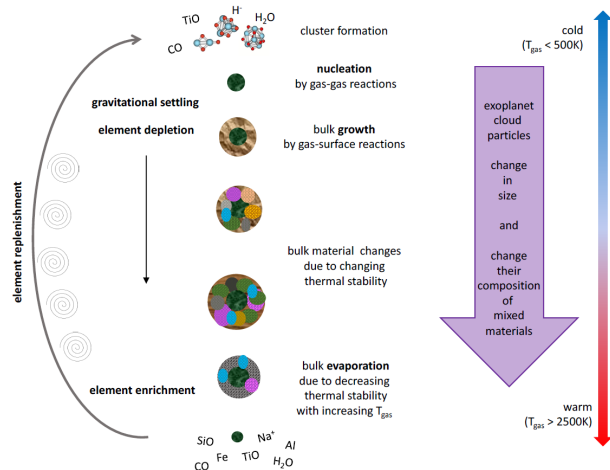 TiO
H⁻
H₂O
CO
cluster formation
nucleation
by gas-gas reactions
gravitational settling
element depletion
bulk growth
by gas-surface reactions
element replenishment
bulk material changes
due to changing
thermal stability
element enrichment
bulk evaporation
due to decreasing
thermal stability
with increasing T_gas
SiO
Na⁺
Al
CO
Fe
TiO
H₂O
cold
(T_gas < 500K)
exoplanet
cloud
particles
change
in
size
and
change
their
composition
of
mixed
materials
warm
(T_gas > 2500K)